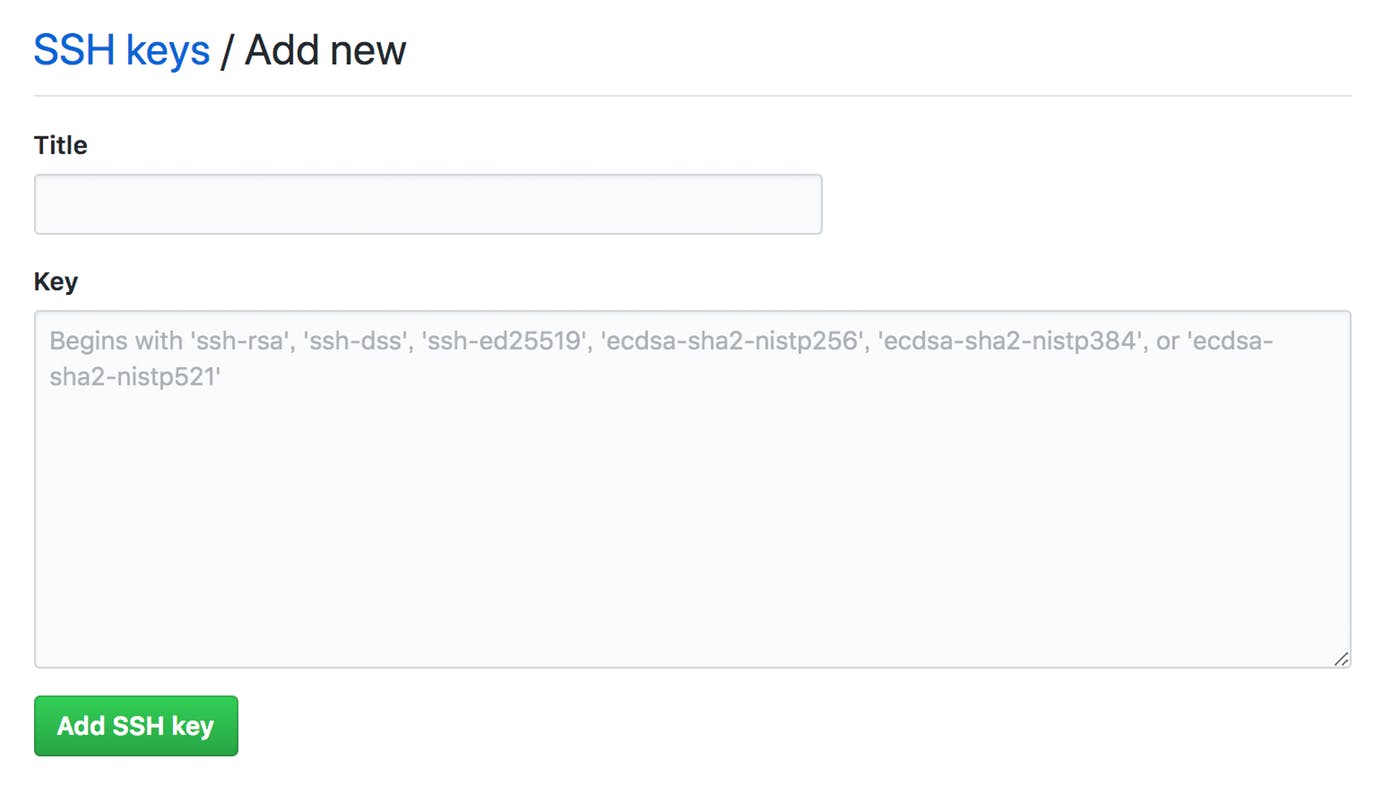 SSH keys / Add new
Title
Key
Begins with 'ssh-rsa', 'ssh-dss', 'ssh-ed25519', 'ecdsa-sha2-nistp256', 'ecdsa-sha2-nistp384', or 'ecdsa-
sha2-nistp521'
Add SSH key